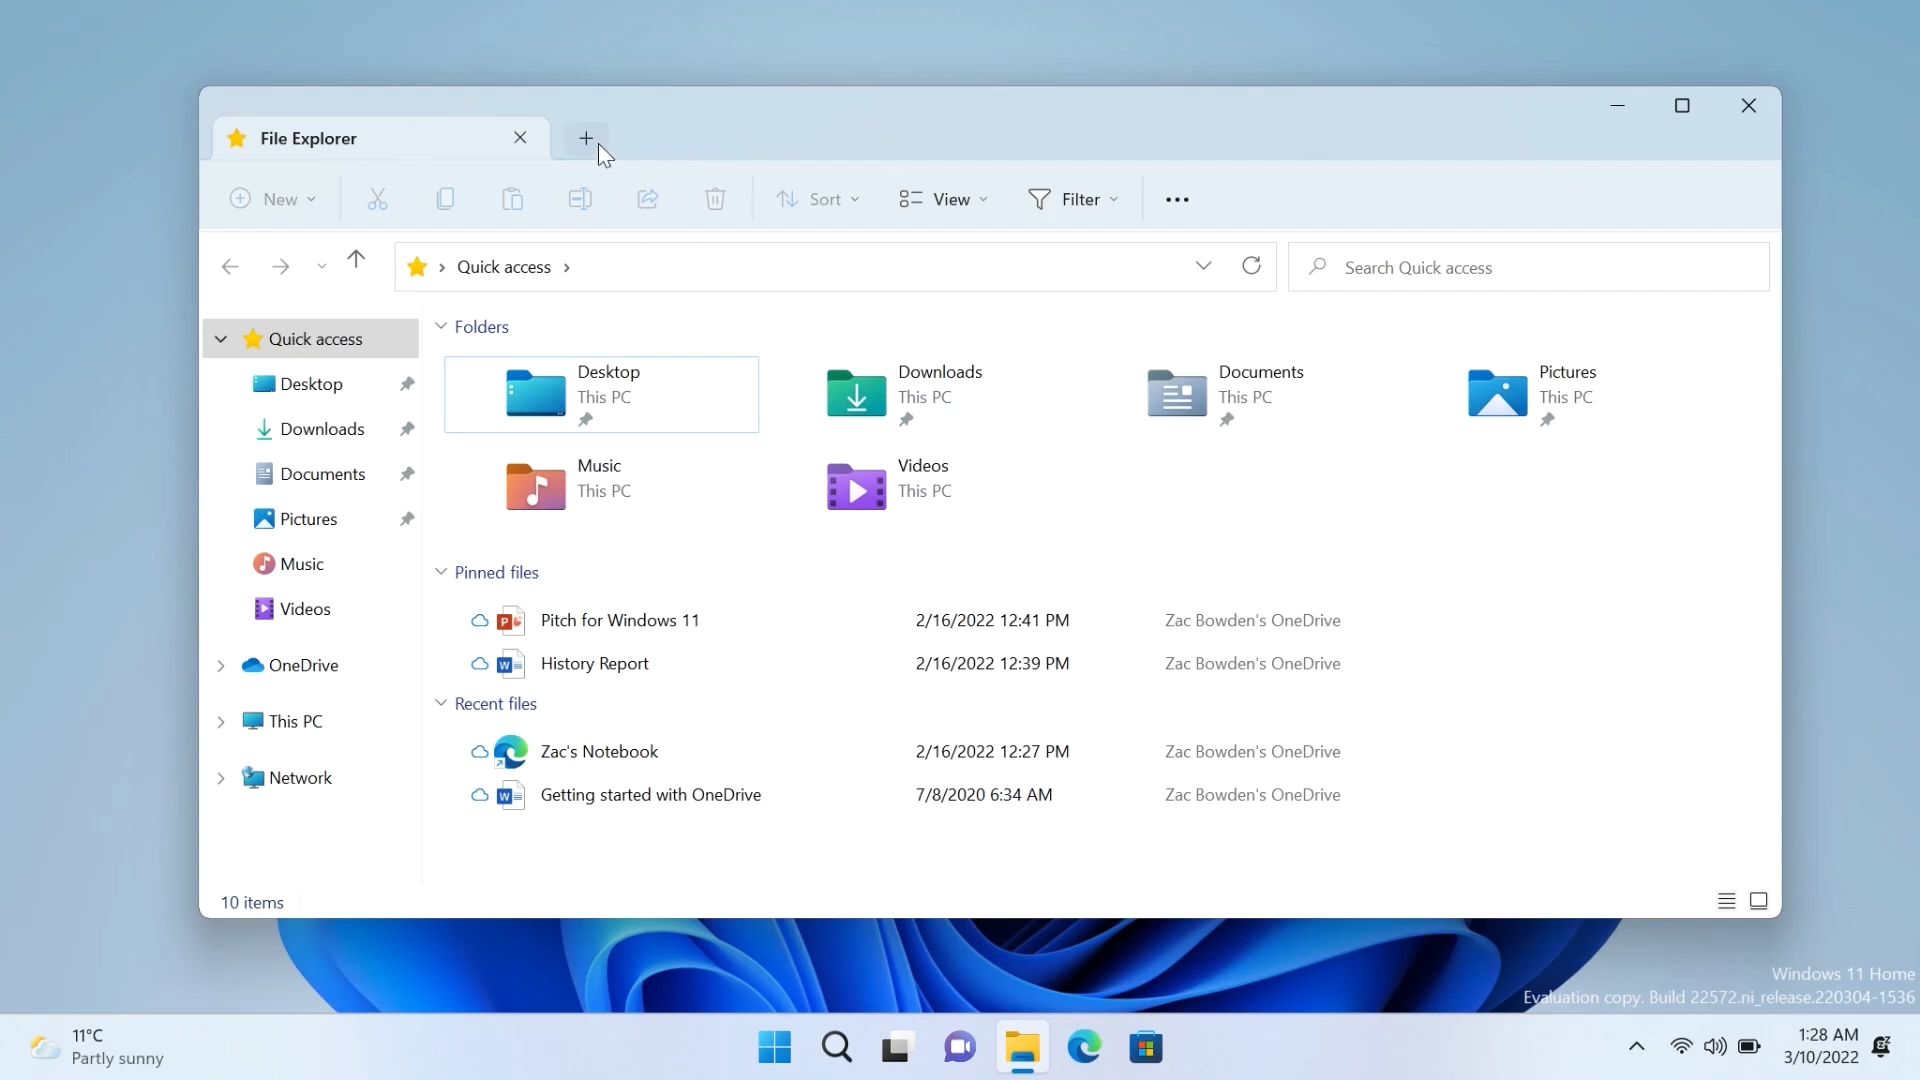 File Explorer
New
Sort
View
Filter
Quick access
Search Quick access
Quick access
Desktop
Downloads
Documents
Pictures
Music
Videos
OneDrive
This PC
Network
Folders
Desktop
This PC
Downloads
This PC
Documents
This PC
Pictures
This PC
Music
This PC
Videos
This PC
Pinned files
Pitch for Windows 11 2/16/2022 12:41 PM Zac Bowden's OneDrive
History Report 2/16/2022 12:39 PM Zac Bowden's OneDrive
Recent files
Zac's Notebook 2/16/2022 12:27 PM Zac Bowden's OneDrive
Getting started with OneDrive 7/8/2020 6:34 AM Zac Bowden's OneDrive
10 items
Windows 11 Home
Evaluation copy. Build 22572.ni_release.220304-1536
11°C
Partly sunny
1:28 AM
3/10/2022